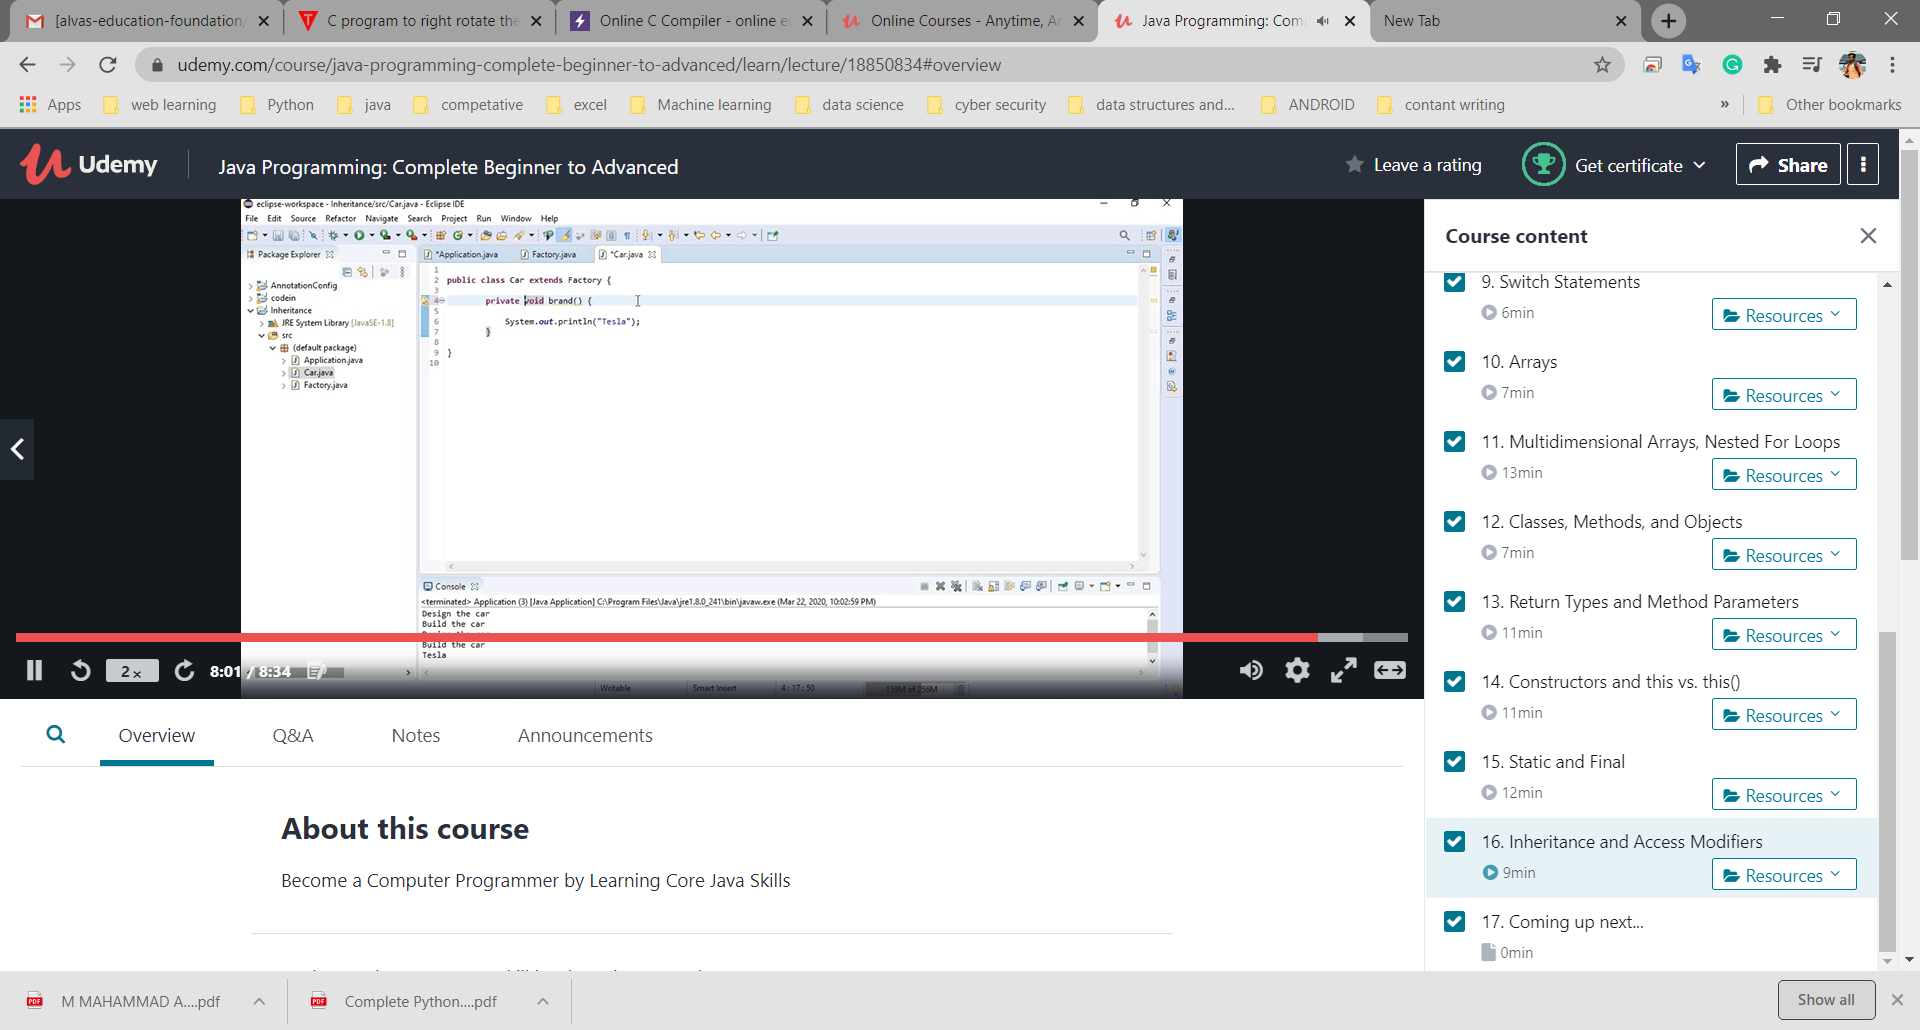 [alvas-education-foundation
C program to right rotate the
Online C Compiler - online e
Online Courses - Anytime, A
Java Programming: Com
New Tab
udemy.com/course/java-programming-complete-beginner-to-advanced/learn/lecture/18850834#overview
Apps web learning Python java competative excel Machine learning data science cyber security data structures and... ANDROID contant writing » Other bookmarks
Udemy Java Programming: Complete Beginner to Advanced Leave a rating Get certificate Share
eclipse-workspace - Inheritance/src/Car.java - Eclipse IDE
File Edit Source Refactor Navigate Search Project Run Window Help
Package Explorer
AnnotationConfig
codein
Inheritance
JRE System Library [JavaSE-1.8]
src
(default package)
Application.java
Car.java
Factory.java
*Application.java Factory.java *Car.java
1
2 public class Car extends Factory {
3
4 private void brand() {
5
6 System.out.println("Tesla");
7 }
8
9 }
10
Console
<terminated> Application (3) [Java Application] C:\Program Files\Java\jre1.8.0_241\bin\javaw.exe (Mar 22, 2020, 10:02:59 PM)
Design the car
Build the car
Build the car
Tesla
Writable Smart Insert 4 : 17 : 50 159M of 256M
2x 8:01 / 8:34
Course content
9. Switch Statements
6min
Resources
10. Arrays
7min
Resources
11. Multidimensional Arrays, Nested For Loops
13min
Resources
12. Classes, Methods, and Objects
7min
Resources
13. Return Types and Method Parameters
11min
Resources
14. Constructors and this vs. this()
11min
Resources
15. Static and Final
12min
Resources
16. Inheritance and Access Modifiers
9min
Resources
17. Coming up next...
0min
Overview Q&A Notes Announcements
About this course
Become a Computer Programmer by Learning Core Java Skills
M MAHAMMAD A....pdf
Complete Python....pdf
Show all